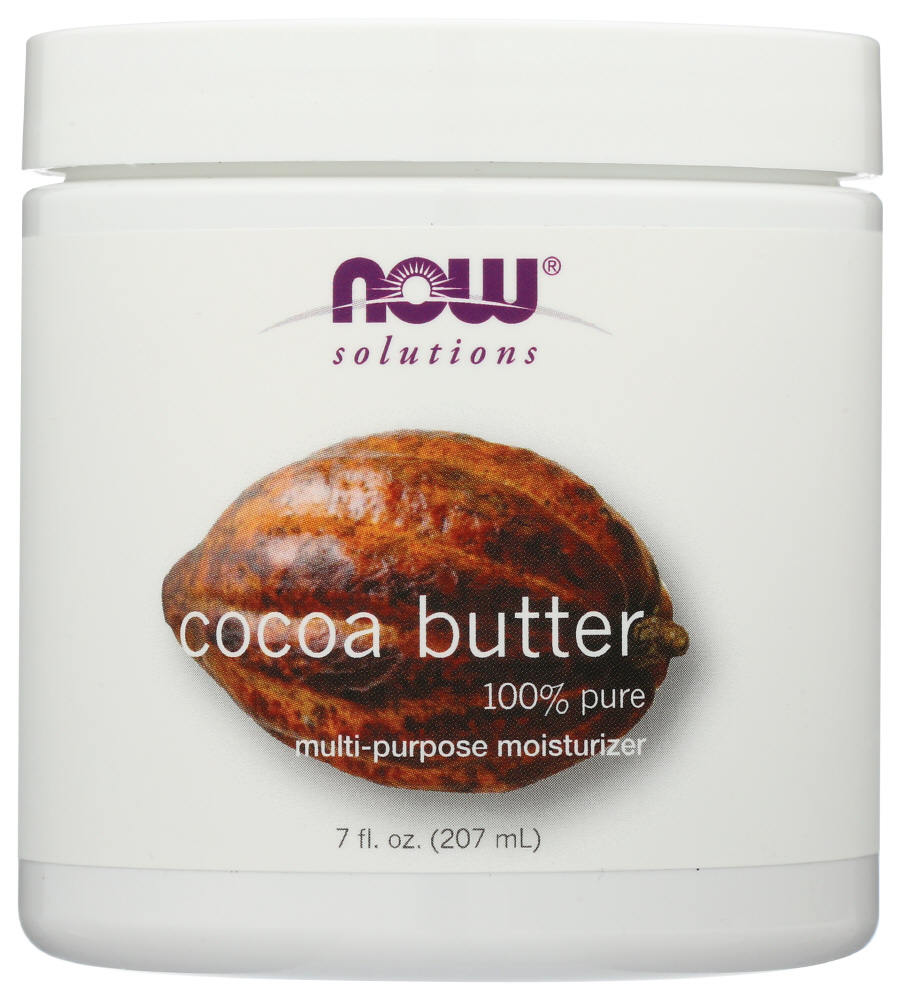 now®
solutions
cocoa butter
100% pure
multi-purpose moisturizer
7 fl. oz. (207 mL)